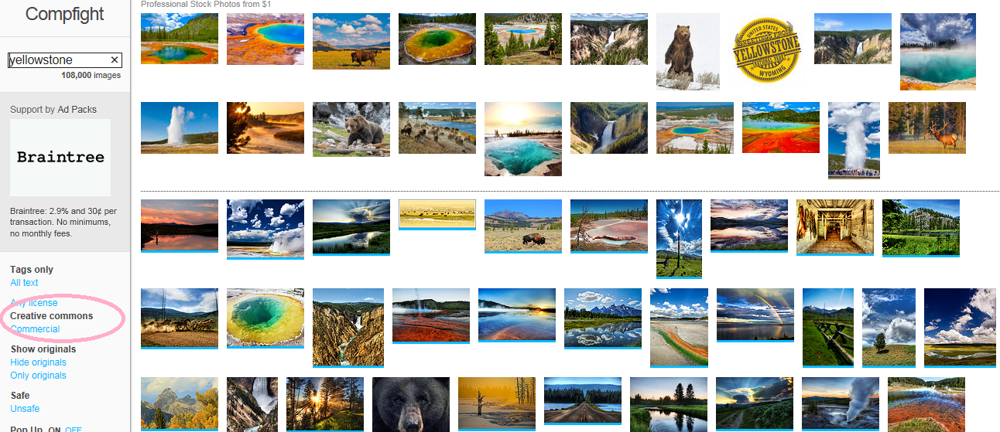 Compfight
Professional Stock Photos from $1
yellowstone ✕
108,000 images
Support by Ad Packs
Braintree
Braintree: 2.9% and 30¢ per
transaction. No minimums,
no monthly fees.
Tags only
All text
Any license
Creative commons
Commercial
Show originals
Hide originals
Only originals
Safe
Unsafe
Pop Up ON OFF
UNITED STATES
GREETINGS FROM
YELLOWSTONE
NATIONAL PARK
WYOMING